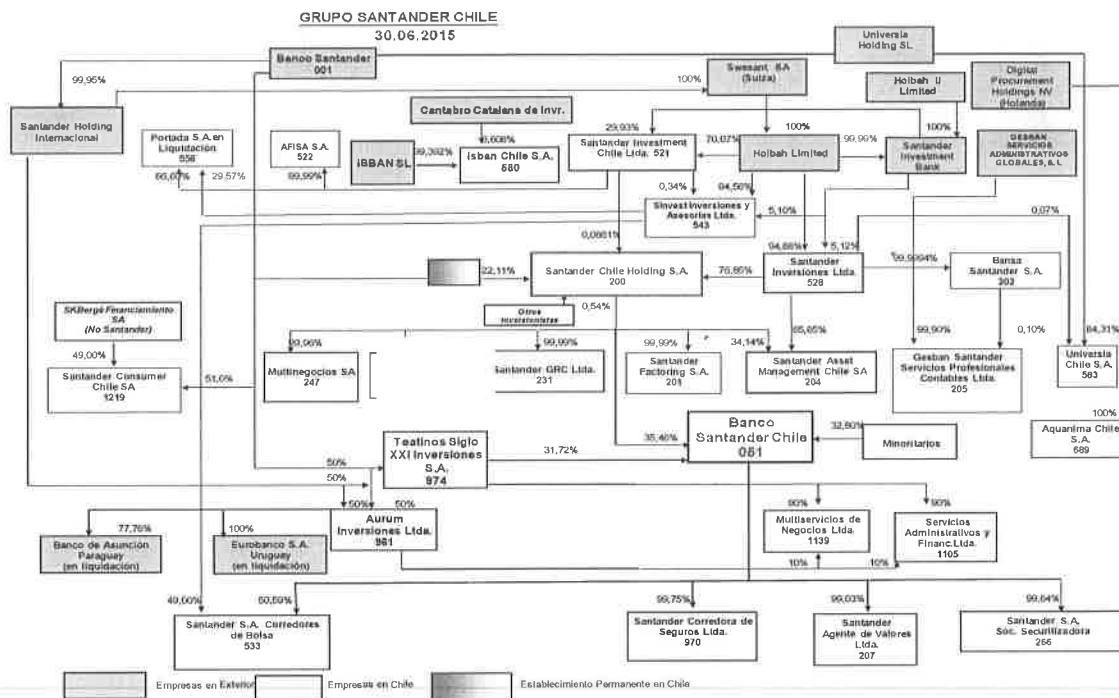 GRUPO SANTANDER CHILE
30.06.2015
Banco Santander
001
Universia
Holding SL
99,95%
100%
Swesant SA
(Suiza)
Holbah II
Limited
Digital
Procurement
Holdings NV
(Holanda)
Santander Holding
Internacional
Cantabro Catalana de Invr.
Portada S.A. en
Liquidación
556
AFISA S.A.
522
ISBAN SL
99,392%
0,608%
Isban Chile S.A.
580
29,93%
Santander Investment
Chile Ltda. 521
70,07%
100%
Holbah Limited
99,96%
100%
Santander
Investment
Bank
GESBAN
SERVICIOS
ADMINISTRATIVOS
GLOBALES, S.L
66,67%
29,57%
99,99%
0,34%
94,56%
5,10%
Sinvest Inversiones y
Asesorias Ltda.
543
0,07%
0,0661%
94,88%
5,12%
22,11%
Santander Chile Holding S.A.
200
76,86%
Santander
Inversiones Ltda.
528
99,9994%
Bansa
Santander S.A.
302
Otros
Inversionistas
0,54%
SKBergé Financiamiento
SA
(No Santander)
49,00%
99,96%
99,99%
99,99%
34,14%
65,85%
99,90%
0,10%
84,31%
Santander Consumer
Chile SA
1219
51,0%
Multinegocios SA
247
Santander GRC Ltda.
231
Santander
Factoring S.A.
201
Santander Asset
Management Chile SA
204
Gesban Santander
Servicios Profesionales
Contables Ltda.
205
Universia
Chile S.A.
583
100%
Aquanima Chile
S.A.
689
Teatinos Siglo
XXI Inversiones
S.A.
974
31,72%
35,46%
Banco
Santander Chile
051
32,80%
Minoritarios
50%
50%
50%
50%
Aurum
Inversiones Ltda.
961
90%
90%
Multiservicios de
Negocios Ltda.
1139
Servicios
Administrativos y
Financ.Ltda.
1105
10%
10%
77,76%
100%
Banco de Asunción
Paraguay
(en liquidación)
Eurobanco S.A.
Uruguay
(en liquidación)
49,00%
50,59%
99,75%
99,03%
99,64%
Santander S.A. Corredores
de Bolsa
533
Santander Corredora de
Seguros Ltda.
970
Santander
Agente de Valores
Ltda.
207
Santander S.A,
Sóc. Securitizadora
266
Empresas en Exterior
Empresas en Chile
Establecimiento Permanente en Chile